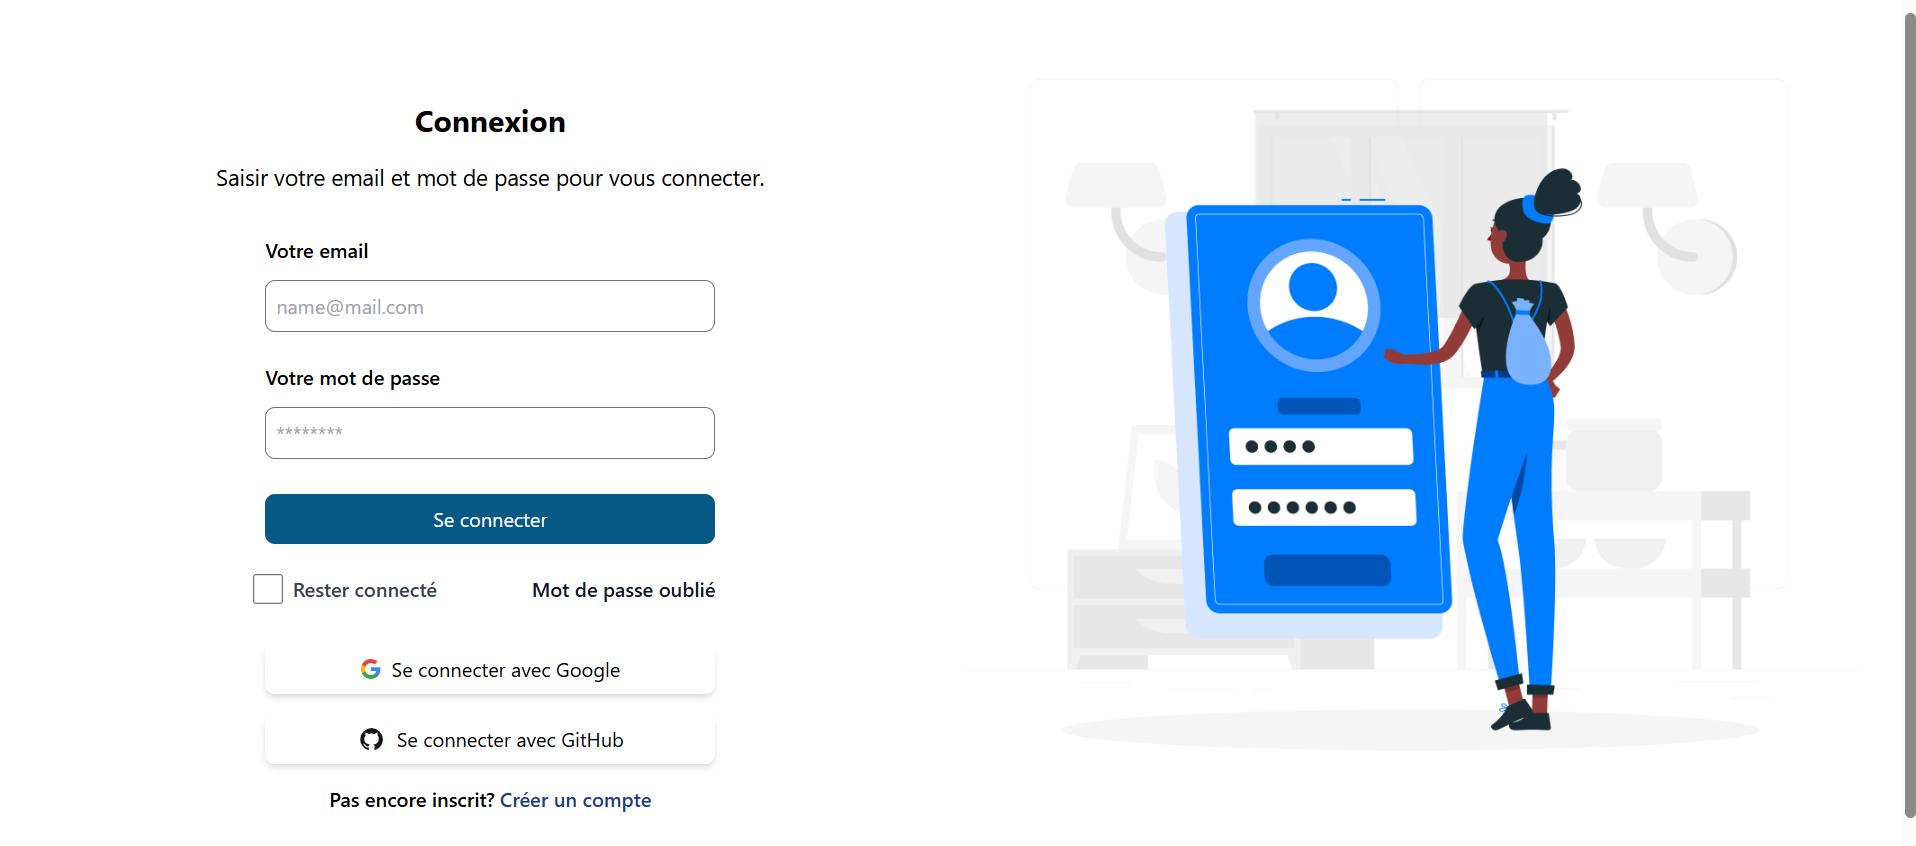 Connexion
Saisir votre email et mot de passe pour vous connecter.
Votre email
name@mail.com
Votre mot de passe
********
Se connecter
Rester connecté
Mot de passe oublié
Se connecter avec Google
Se connecter avec GitHub
Pas encore inscrit? Créer un compte